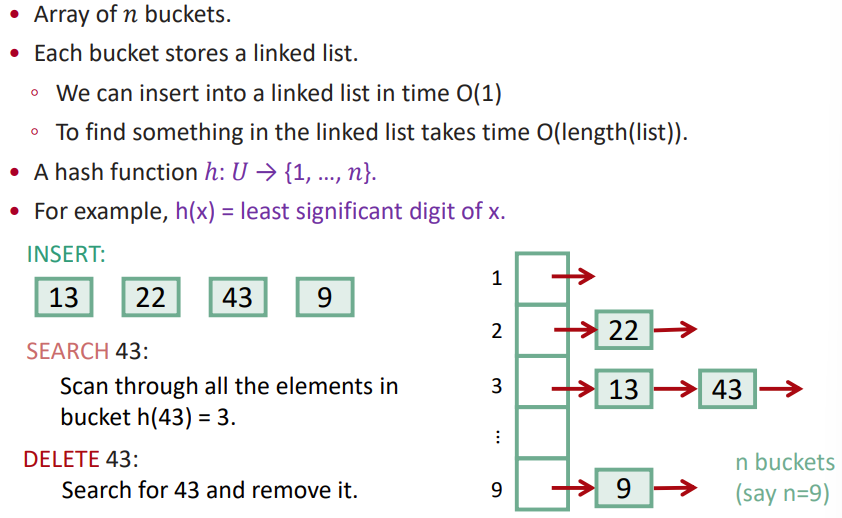 • Array of n buckets.
• Each bucket stores a linked list.
◦ We can insert into a linked list in time O(1)
◦ To find something in the linked list takes time O(length(list)).
• A hash function h: U → {1, …, n}.
• For example, h(x) = least significant digit of x.
INSERT:
13 22 43 9
SEARCH 43:
Scan through all the elements in
bucket h(43) = 3.
DELETE 43:
Search for 43 and remove it.
1
2 22
3 13 43
⋮
9 9
n buckets
(say n=9)